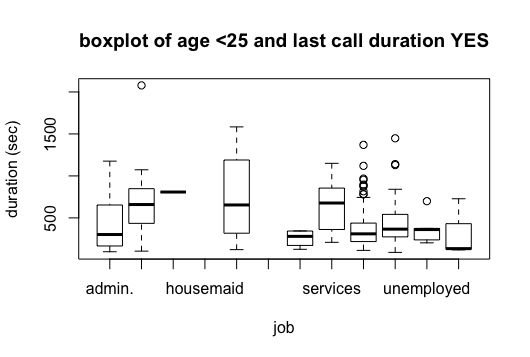 boxplot of age <25 and last call duration YES
duration (sec)
1500
500
admin. housemaid services unemployed
job